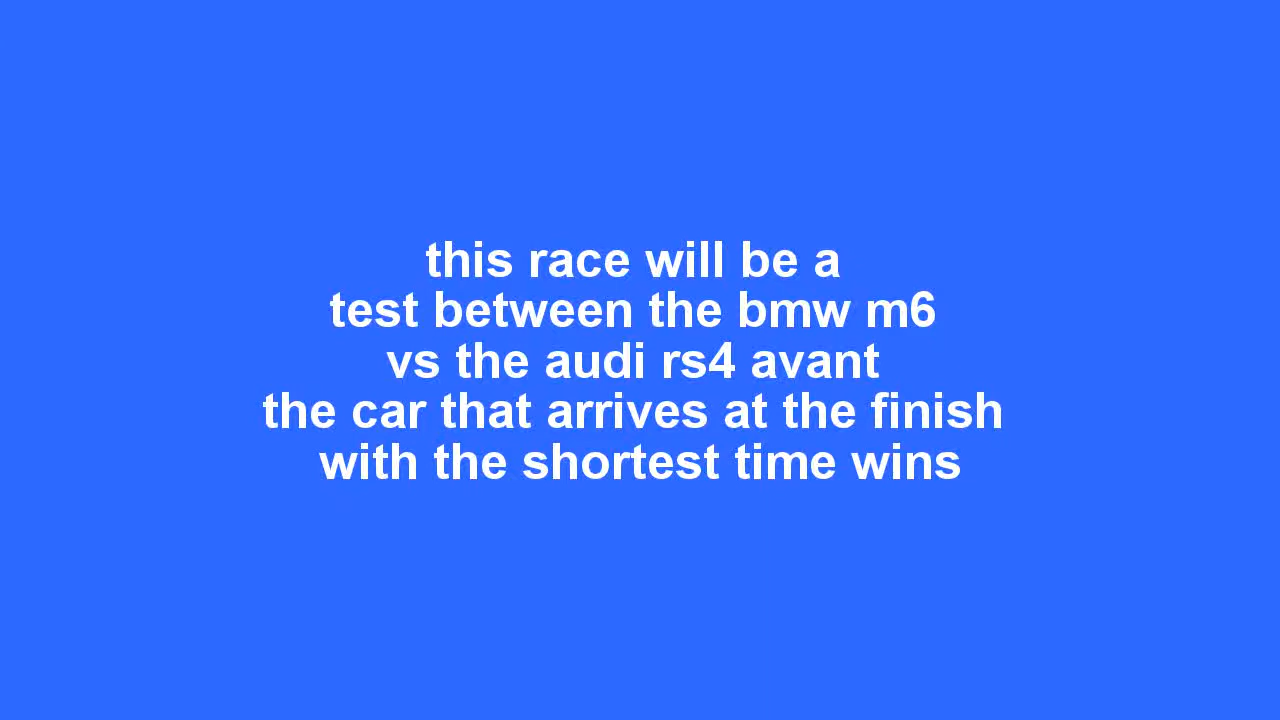 this race will be a
test between the bmw m6
vs the audi rs4 avant
the car that arrives at the finish
with the shortest time wins